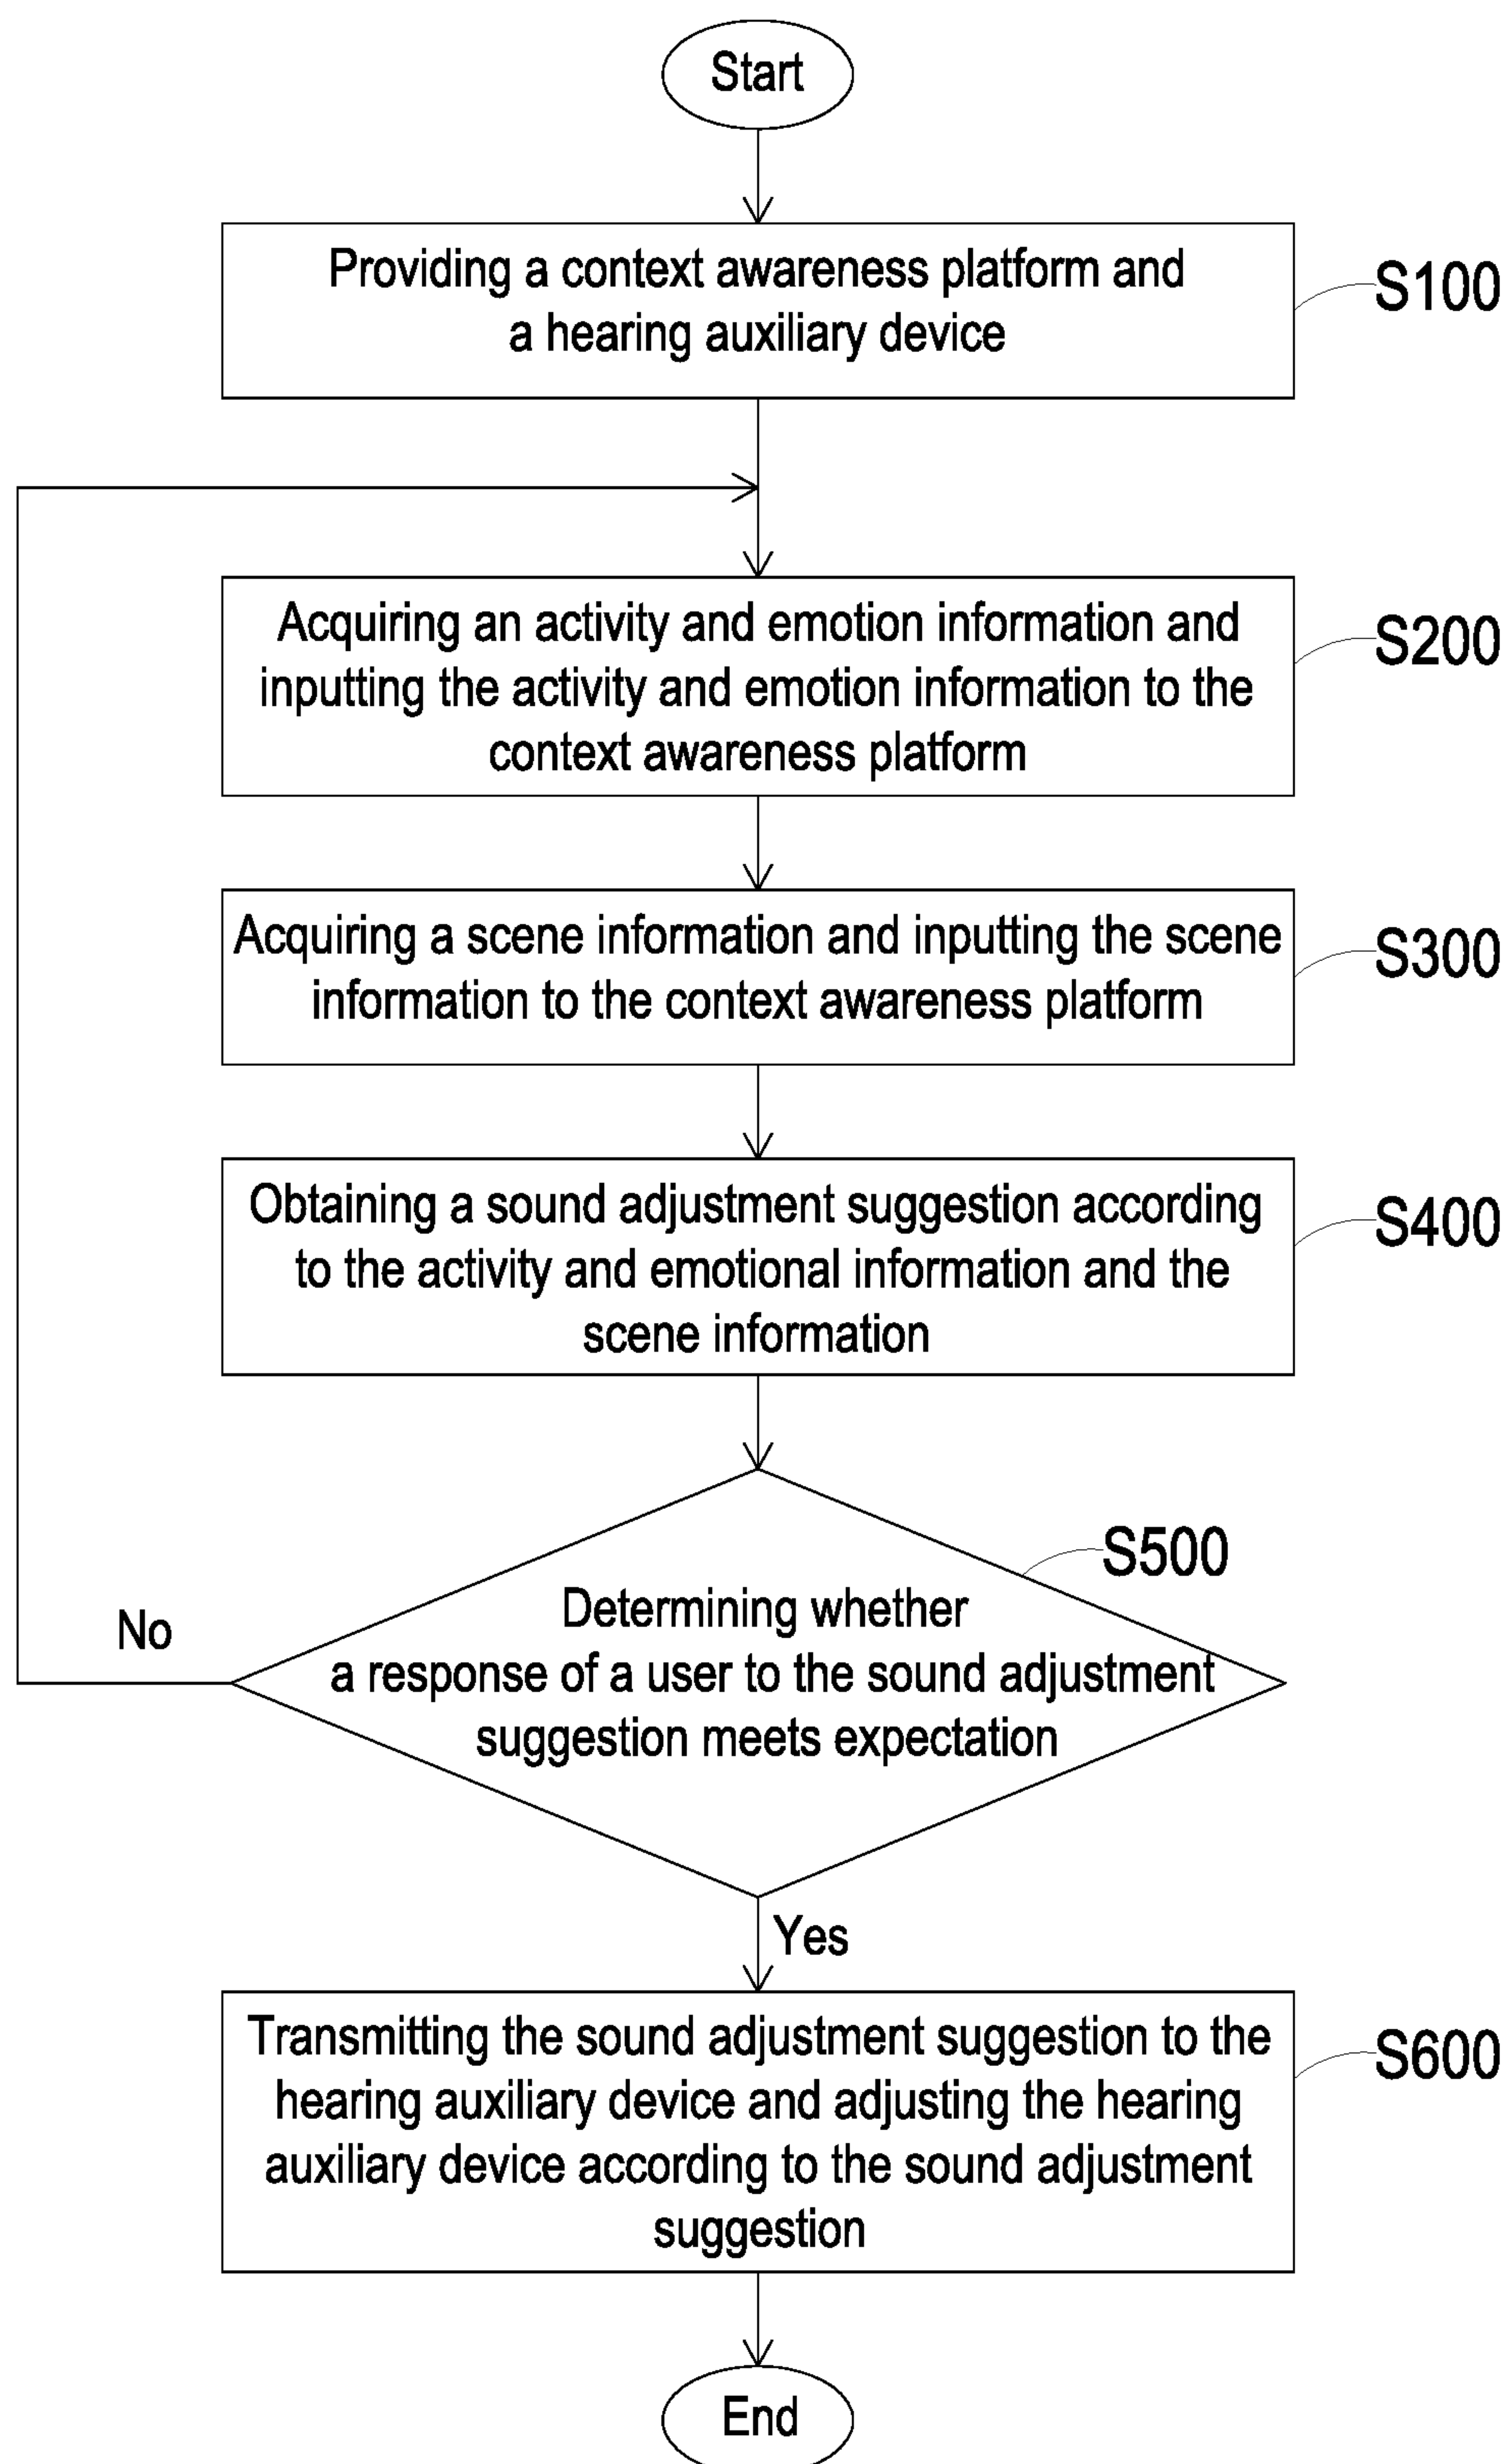 Start
Providing a context awareness platform and
a hearing auxiliary device
S100
Acquiring an activity and emotion information and
inputting the activity and emotion information to the
context awareness platform
S200
Acquiring a scene information and inputting the scene
information to the context awareness platform
S300
Obtaining a sound adjustment suggestion according
to the activity and emotional information and the
scene information
S400
S500
Determining whether
a response of a user to the sound adjustment
suggestion meets expectation
No
Yes
Transmitting the sound adjustment suggestion to the
hearing auxiliary device and adjusting the hearing
auxiliary device according to the sound adjustment
suggestion
S600
End